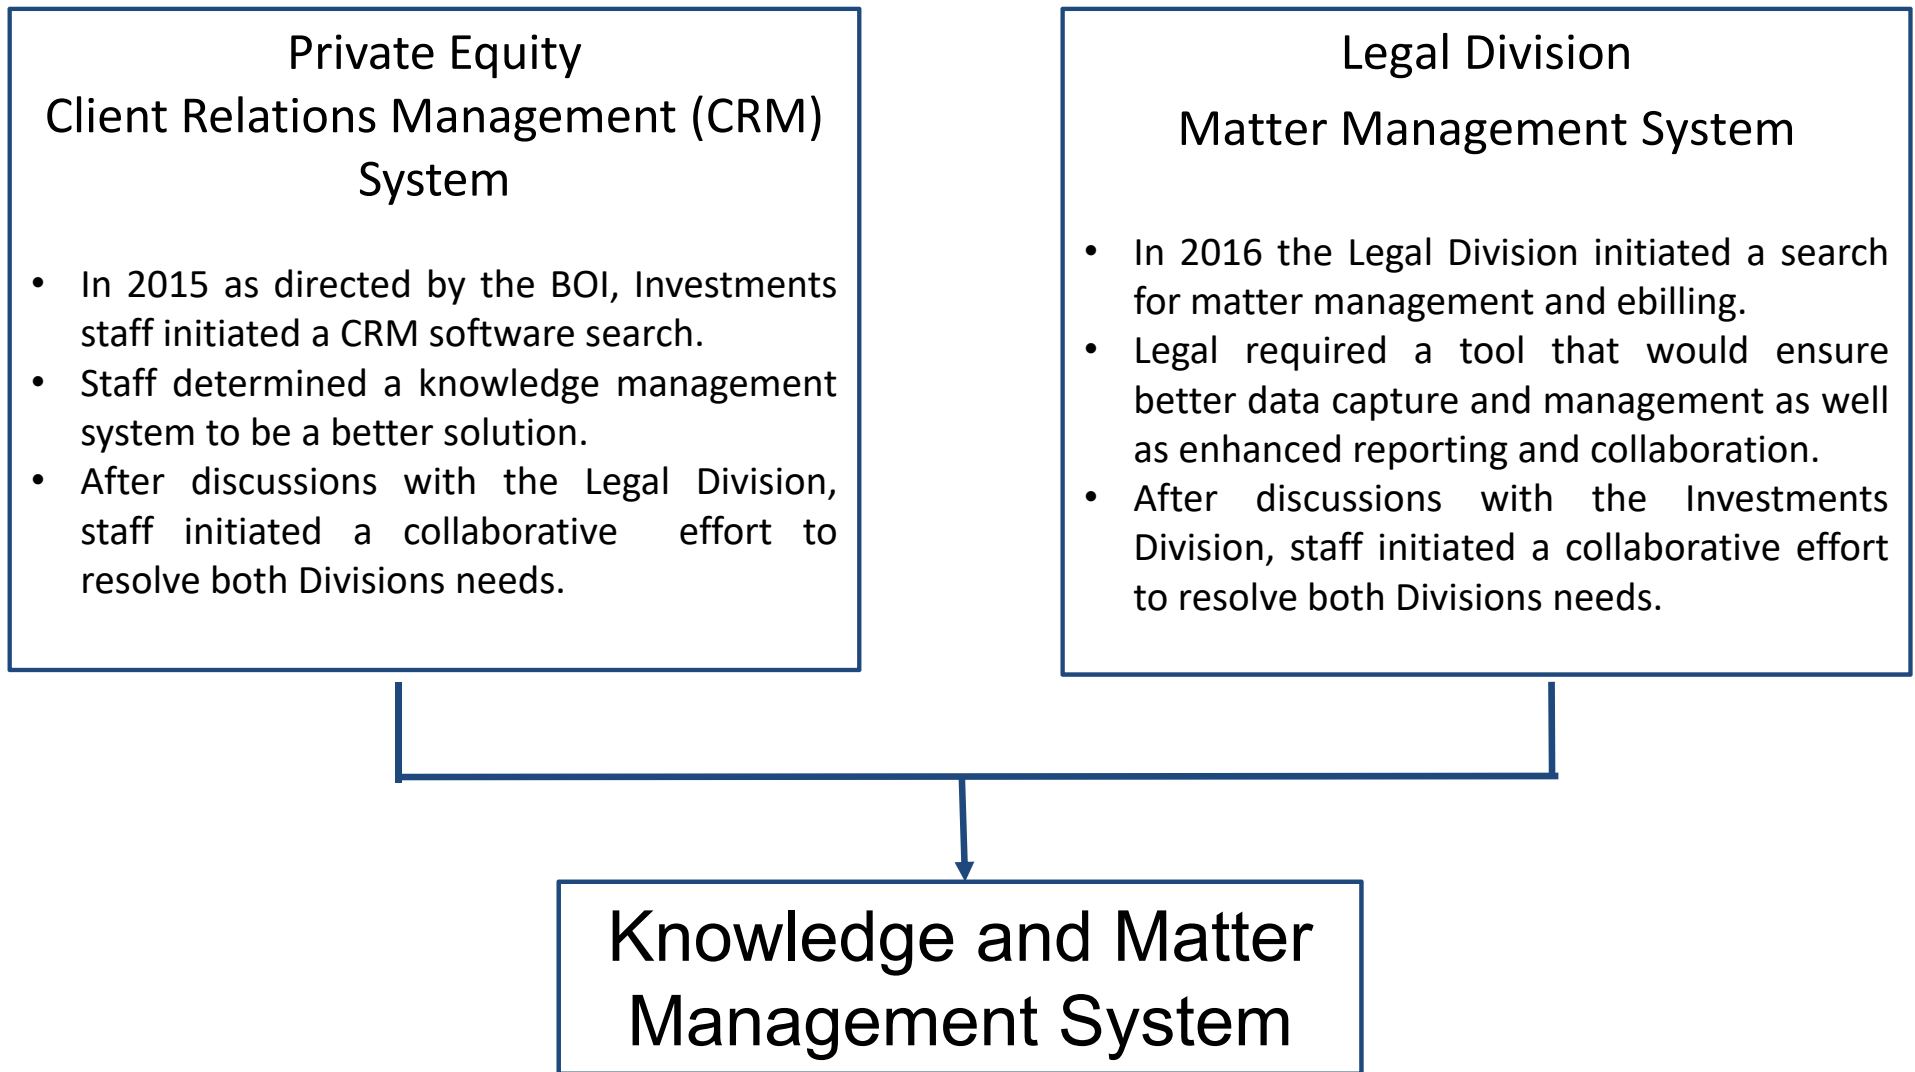 Private Equity
Client Relations Management (CRM)
System
• In 2015 as directed by the BOI, Investments
staff initiated a CRM software search.
• Staff determined a knowledge management
system to be a better solution.
• After discussions with the Legal Division,
staff initiated a collaborative effort to
resolve both Divisions needs.
Legal Division
Matter Management System
• In 2016 the Legal Division initiated a search
for matter management and ebilling.
• Legal required a tool that would ensure
better data capture and management as well
as enhanced reporting and collaboration.
• After discussions with the Investments
Division, staff initiated a collaborative effort
to resolve both Divisions needs.
Knowledge and Matter
Management System